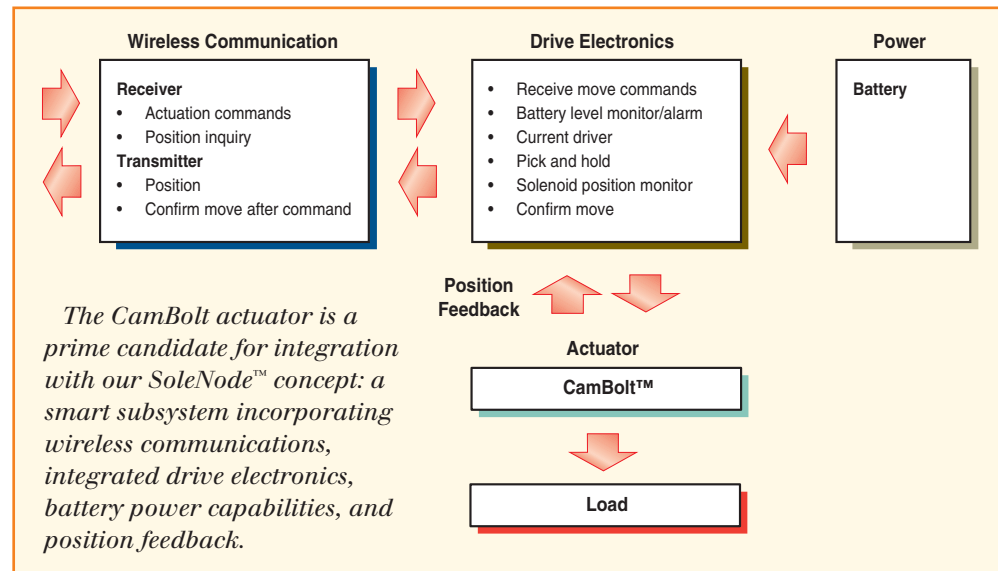 Wireless Communication
Receiver
• Actuation commands
• Position inquiry
Transmitter
• Position
• Confirm move after command
Drive Electronics
• Receive move commands
• Battery level monitor/alarm
• Current driver
• Pick and hold
• Solenoid position monitor
• Confirm move
Power
Battery
Position
Feedback
Actuator
CamBolt™
Load
The CamBolt actuator is a
prime candidate for integration
with our SoleNode™ concept: a
smart subsystem incorporating
wireless communications,
integrated drive electronics,
battery power capabilities, and
position feedback.